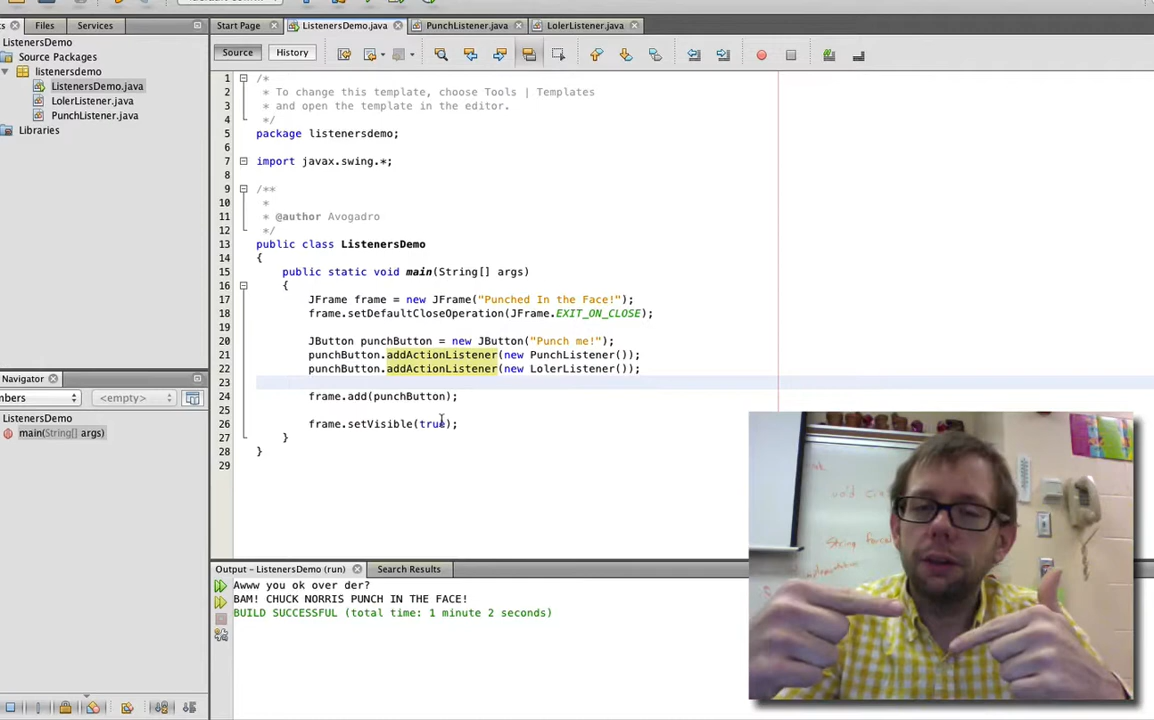 Files
Services
Start Page
ListenersDemo.java
PunchListener.java
LolerListener.java
ListenersDemo
Source Packages
listenersdemo
ListenersDemo.java
LolerListener.java
PunchListener.java
Libraries
Source
History
1 /*
2 * To change this template, choose Tools | Templates
3 * and open the template in the editor.
4 */
5 package listenersdemo;
6
7 import javax.swing.*;
8
9 /**
10 *
11 * @author Avogadro
12 */
13 public class ListenersDemo
14 {
15 public static void main(String[] args)
16 {
17 JFrame frame = new JFrame("Punched In the Face!");
18 frame.setDefaultCloseOperation(JFrame.EXIT_ON_CLOSE);
19
20 JButton punchButton = new JButton("Punch me!");
21 punchButton.addActionListener(new PunchListener());
22 punchButton.addActionListener(new LolerListener());
23
24 frame.add(punchButton);
25
26 frame.setVisible(true);
27 }
28 }
29
Navigator
mbers
<empty>
ListenersDemo
main(String[] args)
Output - ListenersDemo (run)
Search Results
Awww you ok over der?
BAM! CHUCK NORRIS PUNCH IN THE FACE!
BUILD SUCCESSFUL (total time: 1 minute 2 seconds)
void
String